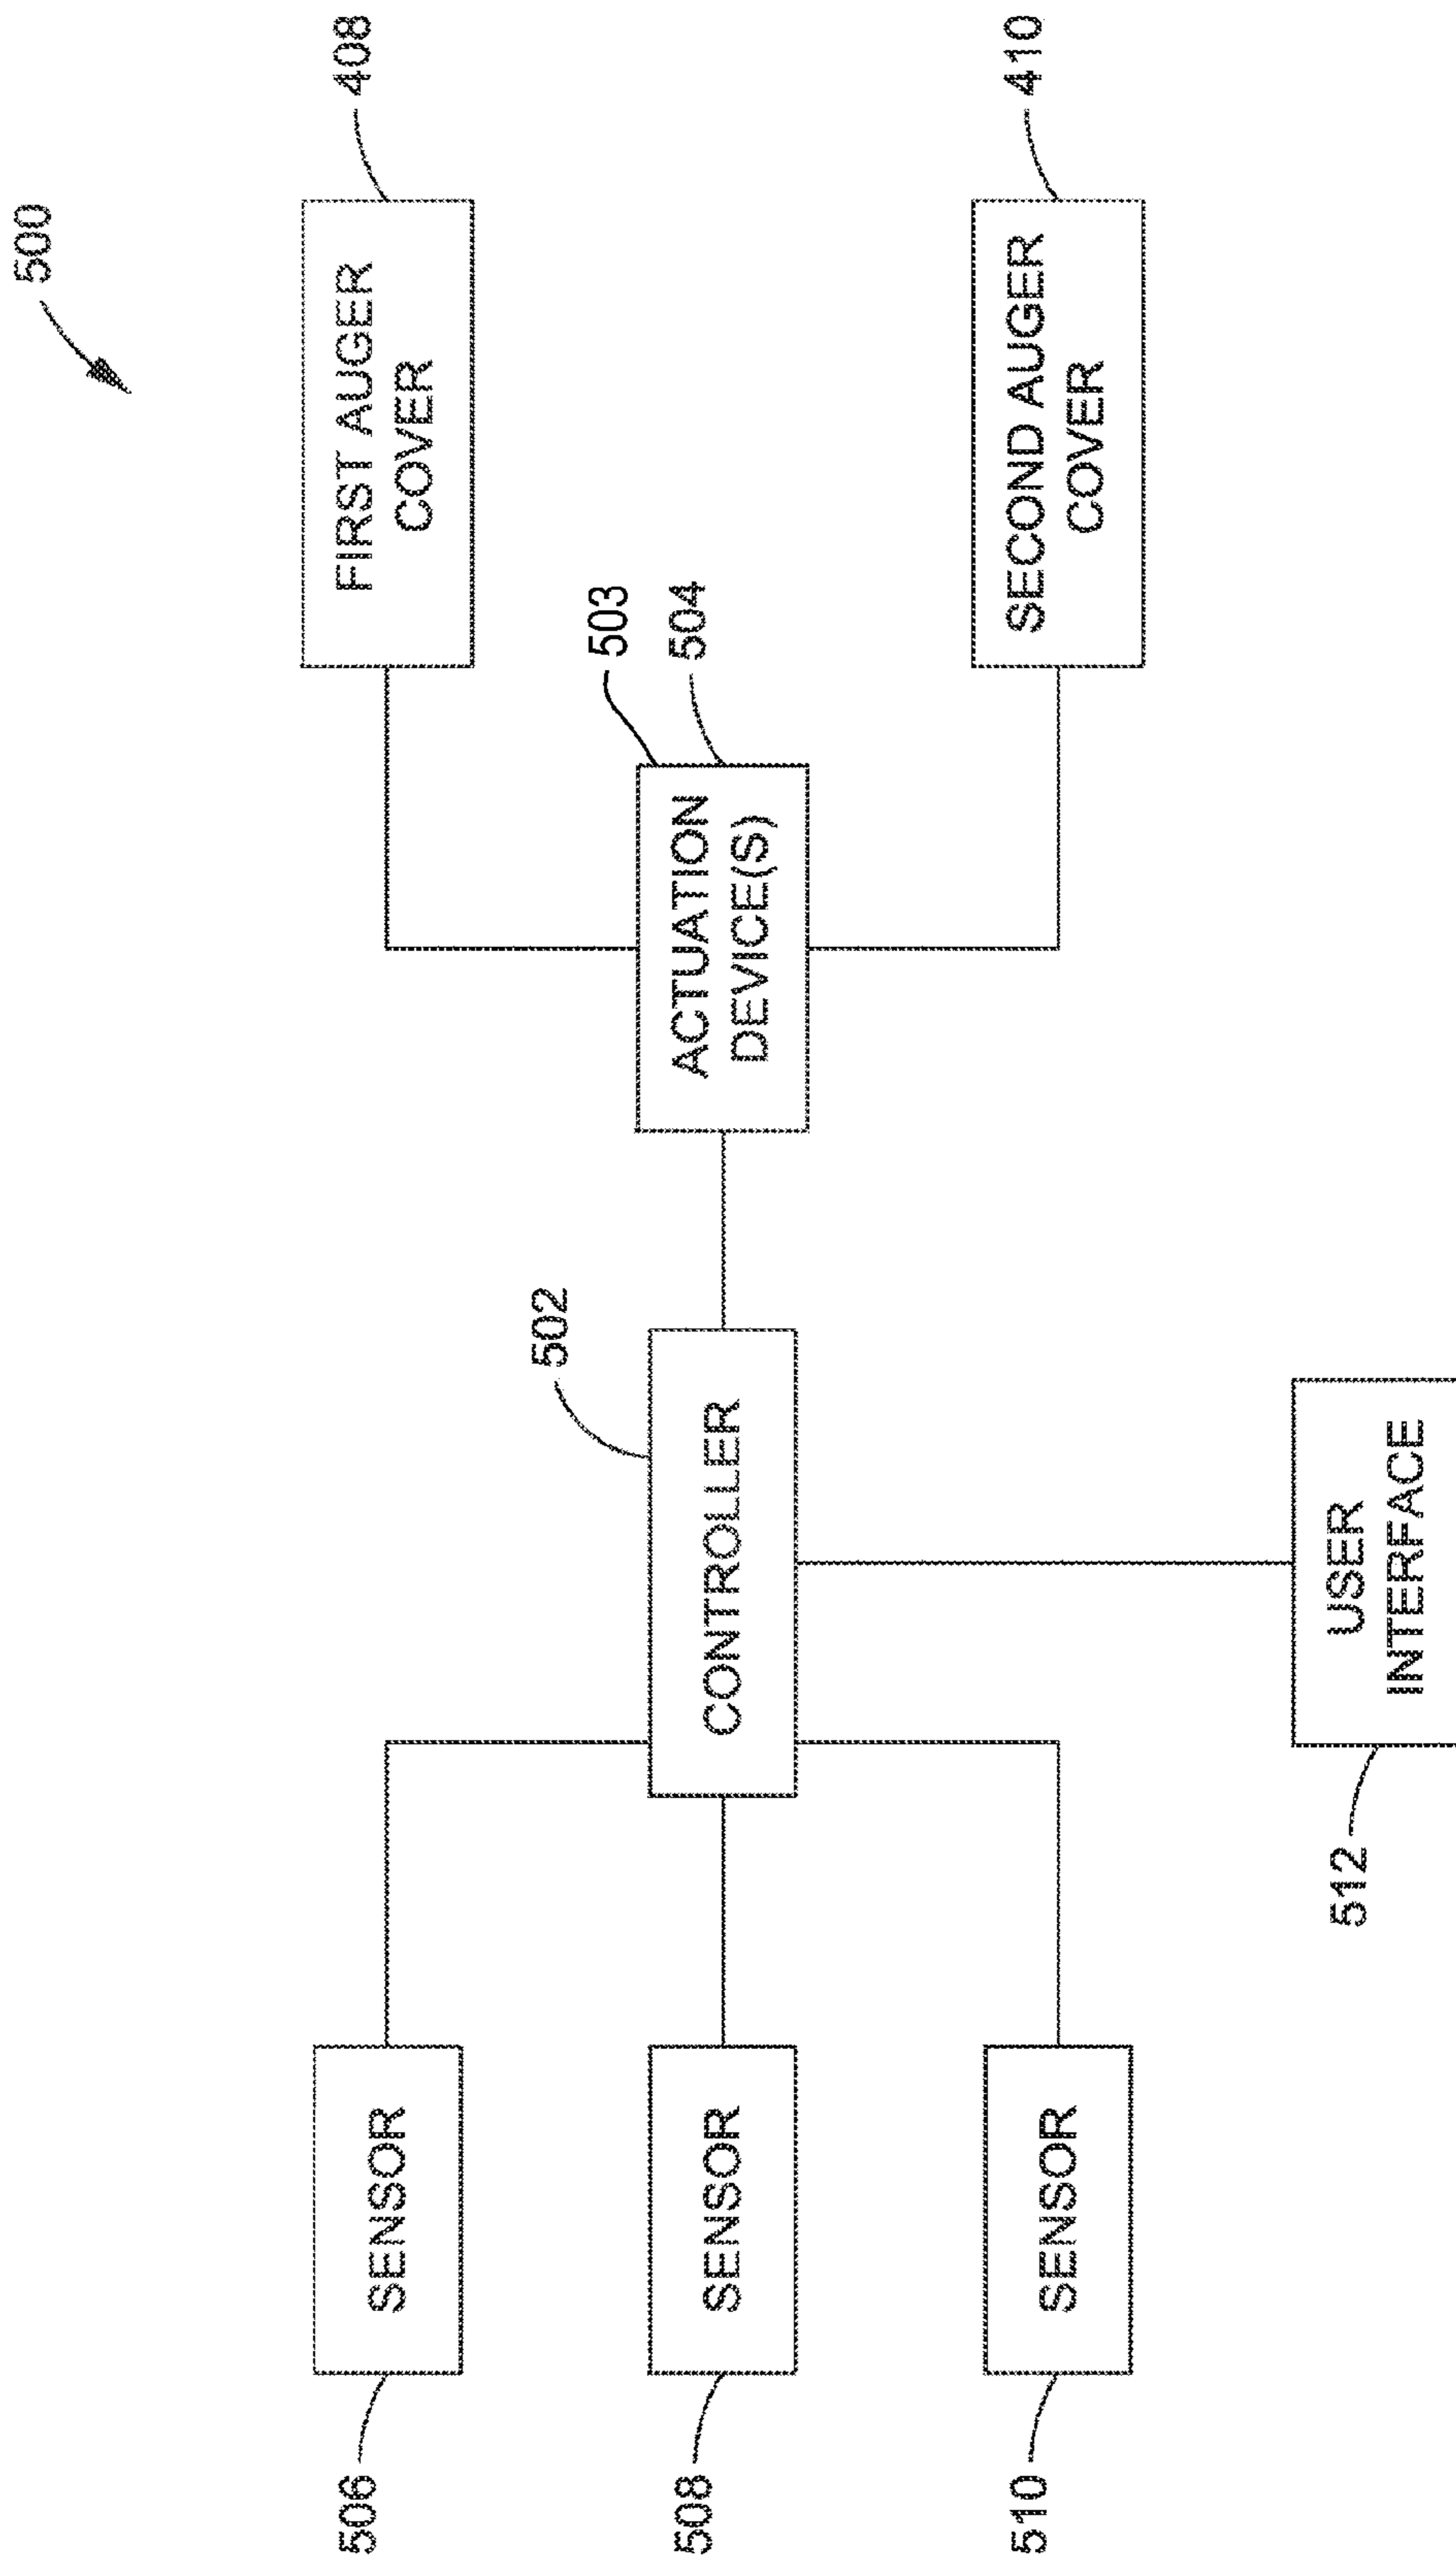 500
506
SENSOR
FIRST AUGER
COVER
408
503
504
502
508
SENSOR
CONTROLLER
ACTUATION
DEVICE(S)
510
SENSOR
SECOND AUGER
COVER
410
512
USER
INTERFACE